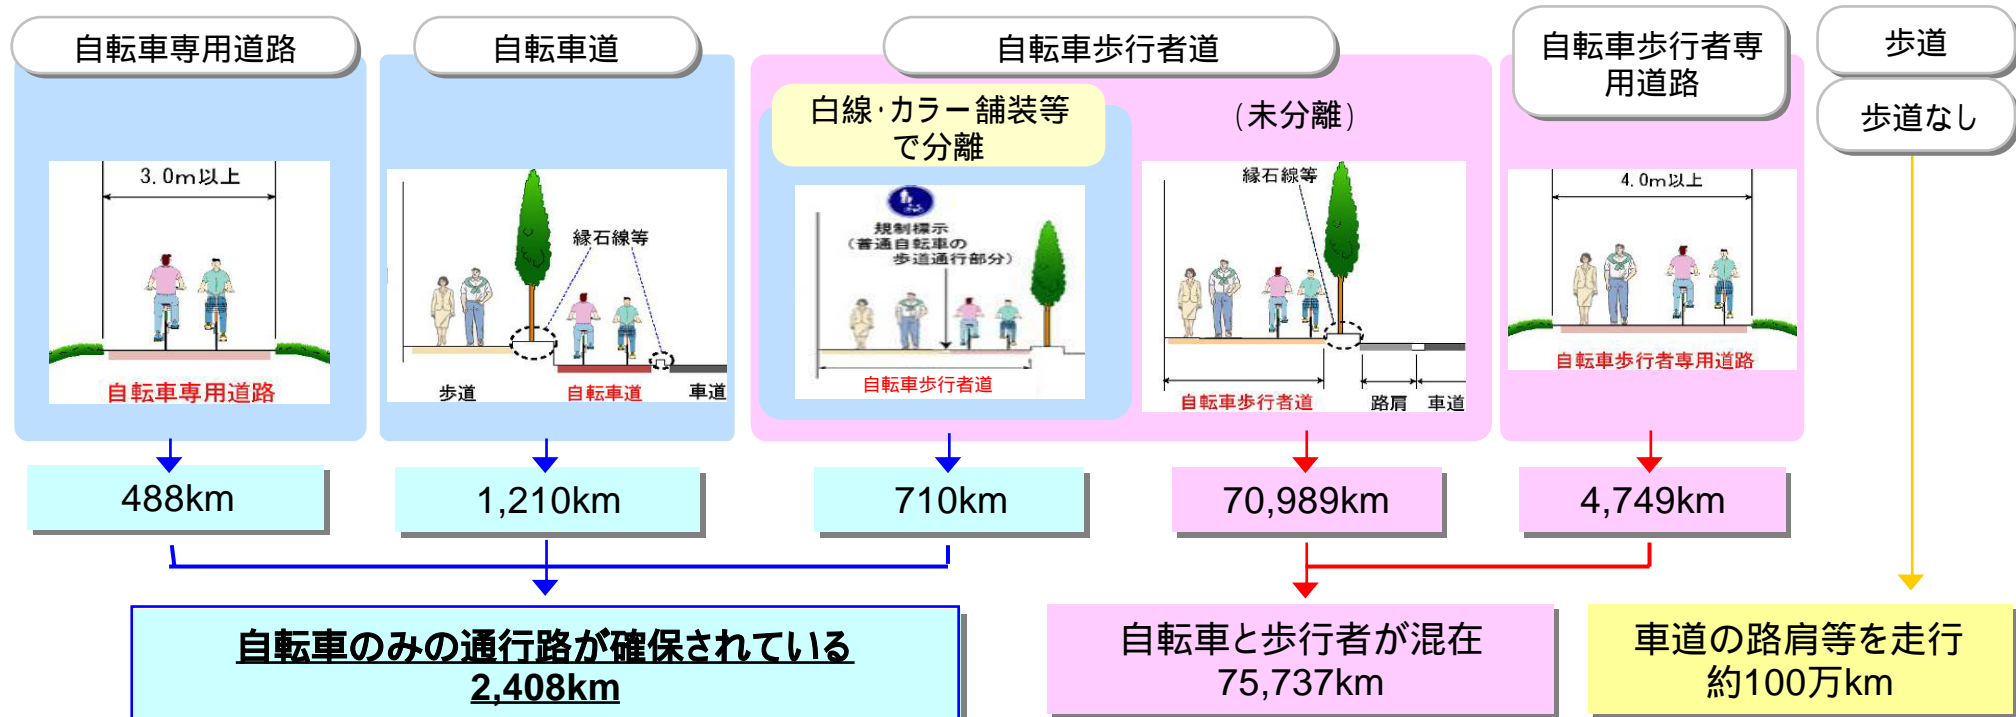 自転車専用道路
自転車道
自転車歩行者道
自転車歩行者専
用道路
歩道
歩道なし
白線・カラー舗装等
で分離
(未分離)
3.0m以上
自転車専用道路
縁石線等
歩道
自転車道
車道
規制標示
(普通自転車の
歩道通行部分)
自転車歩行者道
縁石線等
自転車歩行者道
路肩
車道
4.0m以上
自転車歩行者専用道路
488km
1,210km
710km
70,989km
4,749km
自転車のみの通行路が確保されている
2,408km
自転車と歩行者が混在
75,737km
車道の路肩等を走行
約100万km